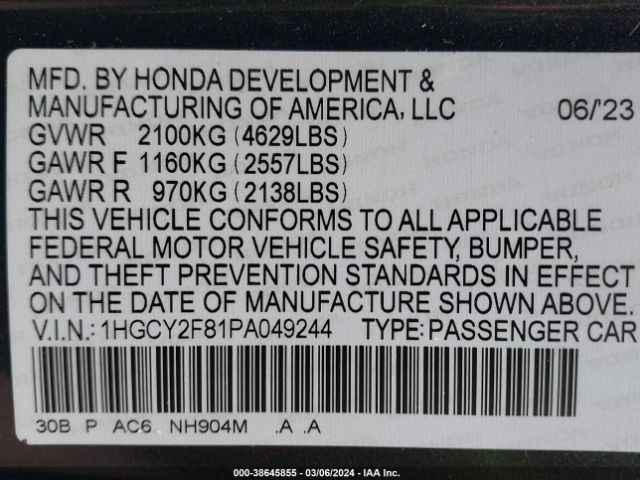 MFD. BY HONDA DEVELOPMENT &
MANUFACTURING OF AMERICA, LLC 06/'23
GVWR 2100KG (4629LBS)
GAWR F 1160KG (2557LBS)
GAWR R 970KG (2138LBS)
THIS VEHICLE CONFORMS TO ALL APPLICABLE
FEDERAL MOTOR VEHICLE SAFETY, BUMPER,
AND THEFT PREVENTION STANDARDS IN EFFECT
ON THE DATE OF MANUFACTURE SHOWN ABOVE.
V.I.N.: 1HGCY2F81PA049244 TYPE: PASSENGER CAR
30B P AC6 NH904M .A .A
000-38645855 | 03/06/2024 | IAA Inc.